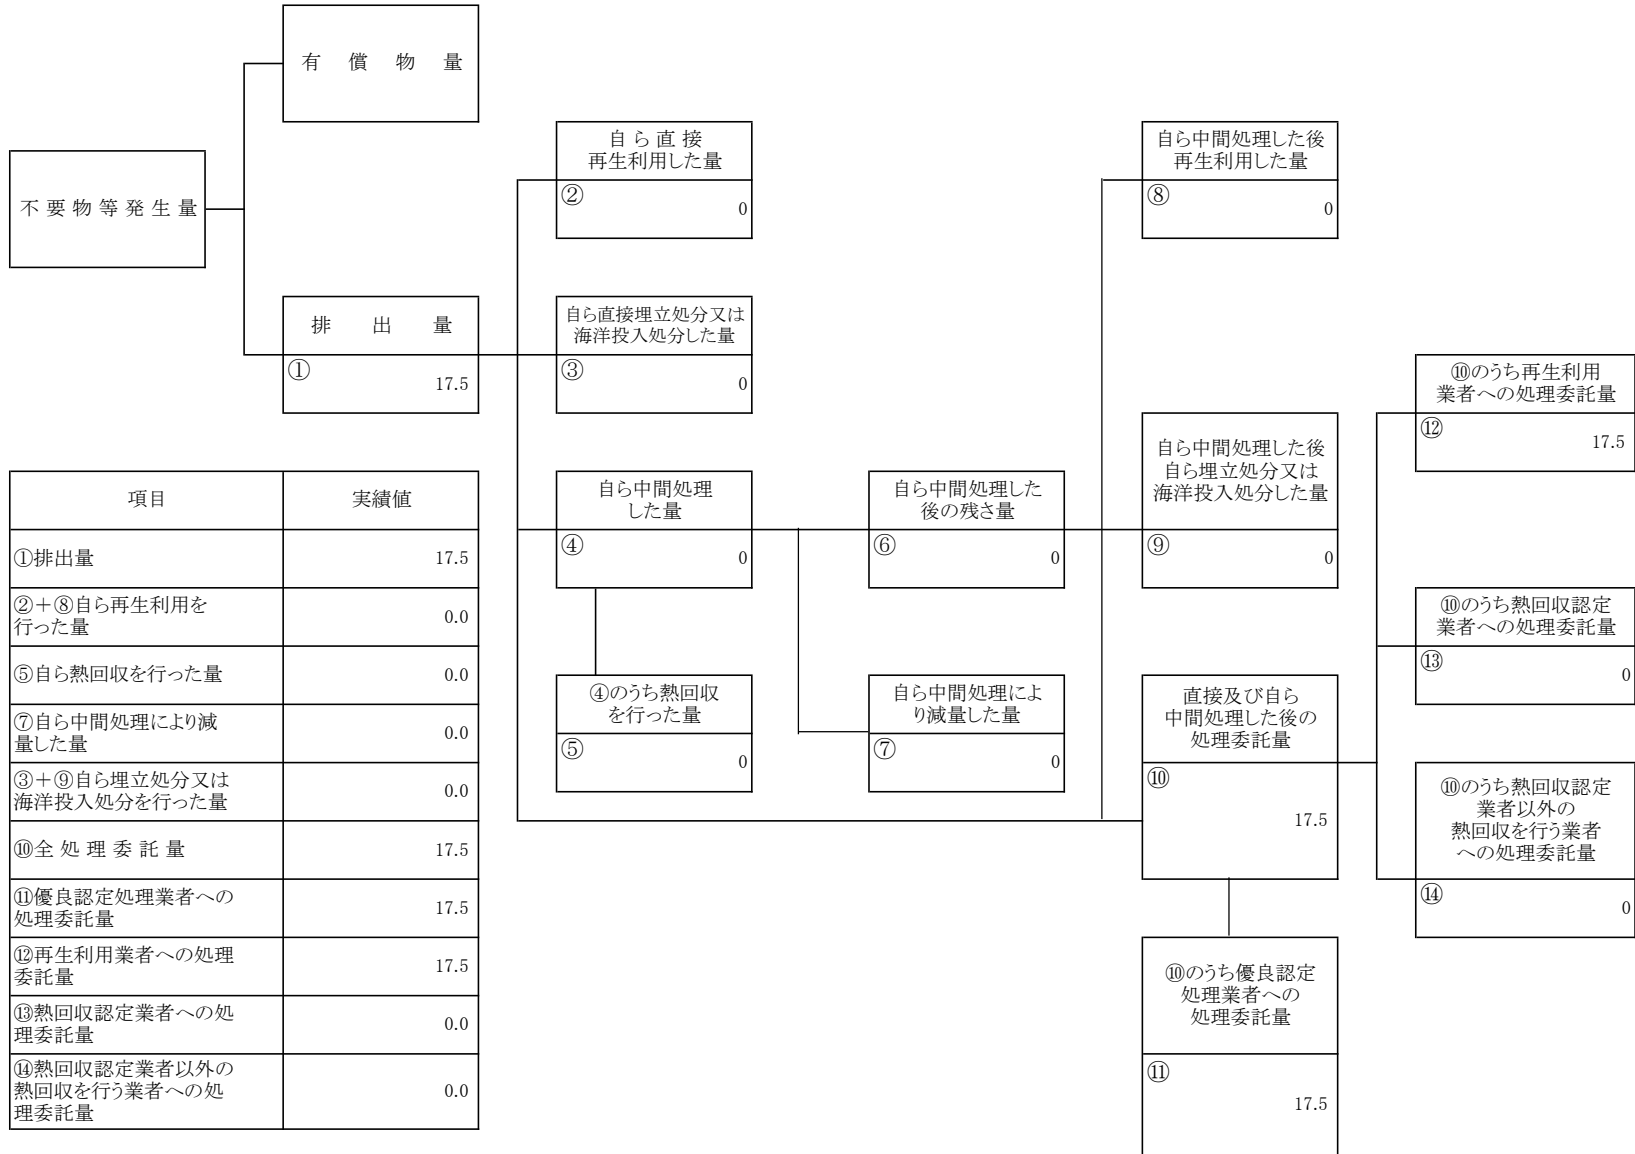 有償物量
不要物等発生量
排出量
①
17.5
自ら直接
再生利用した量
②
0
自ら直接埋立処分又は
海洋投入処分した量
③
0
自ら中間処理
した量
④
0
④のうち熱回収
を行った量
⑤
0
自ら中間処理した
後の残さ量
⑥
0
自ら中間処理によ
り減量した量
⑦
0
自ら中間処理した後
再生利用した量
⑧
0
自ら中間処理した後
自ら埋立処分又は
海洋投入処分した量
⑨
0
直接及び自ら
中間処理した後の
処理委託量
⑩
17.5
⑩のうち優良認定
処理業者への
処理委託量
⑪
17.5
⑩のうち再生利用
業者への処理委託量
⑫
17.5
⑩のうち熱回収認定
業者への処理委託量
⑬
0
⑩のうち熱回収認定
業者以外の
熱回収を行う業者
への処理委託量
⑭
0
項目 実績値
①排出量 17.5
②+⑧自ら再生利用を
行った量 0.0
⑤自ら熱回収を行った量 0.0
⑦自ら中間処理により減
量した量 0.0
③+⑨自ら埋立処分又は
海洋投入処分を行った量 0.0
⑩全処理委託量 17.5
⑪優良認定処理業者への
処理委託量 17.5
⑫再生利用業者への処理
委託量 17.5
⑬熱回収認定業者への処
理委託量 0.0
⑭熱回収認定業者以外の
熱回収を行う業者への処
理委託量 0.0